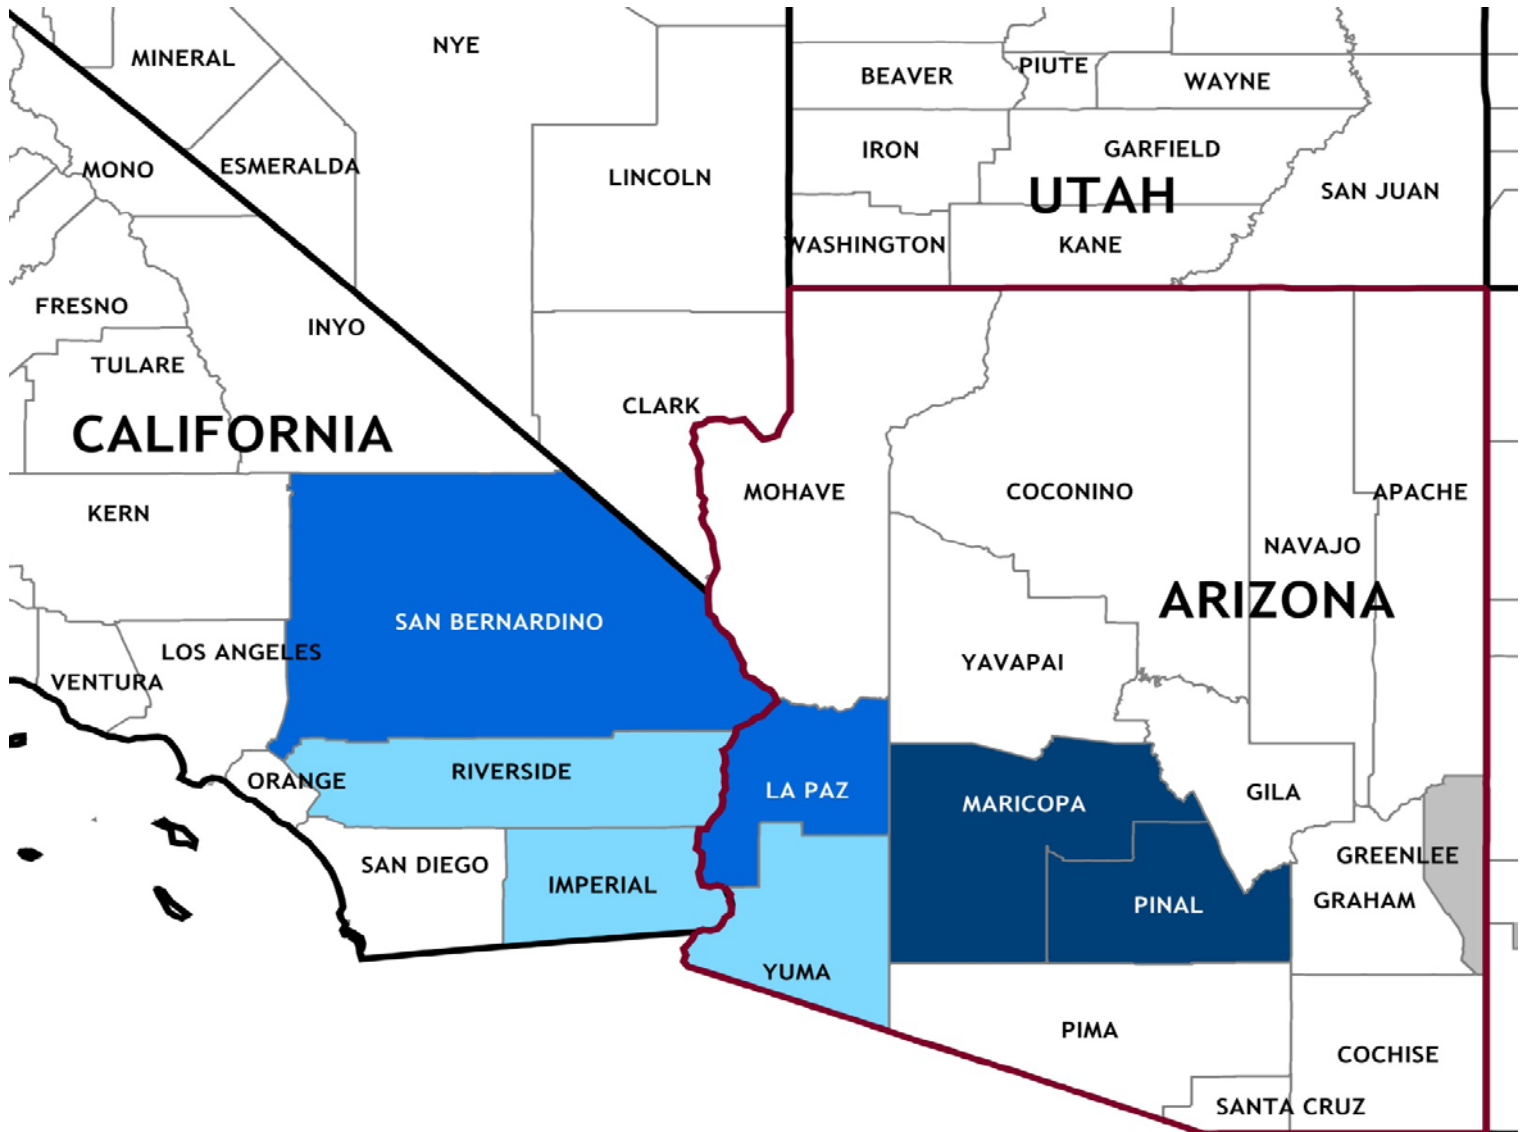 NYE
MINERAL
PIUTE
BEAVER
WAYNE
IRON
GARFIELD
MONO
ESMERALDA
LINCOLN
UTAH
SAN JUAN
WASHINGTON
KANE
FRESNO
INYO
TULARE
CLARK
CALIFORNIA
MOHAVE
COCONINO
APACHE
KERN
NAVAJO
ARIZONA
SAN BERNARDINO
LOS ANGELES
YAVAPAI
VENTURA
RIVERSIDE
ORANGE
LA PAZ
GILA
MARICOPA
GREENLEE
SAN DIEGO
IMPERIAL
GRAHAM
PINAL
YUMA
PIMA
COCHISE
SANTA CRUZ